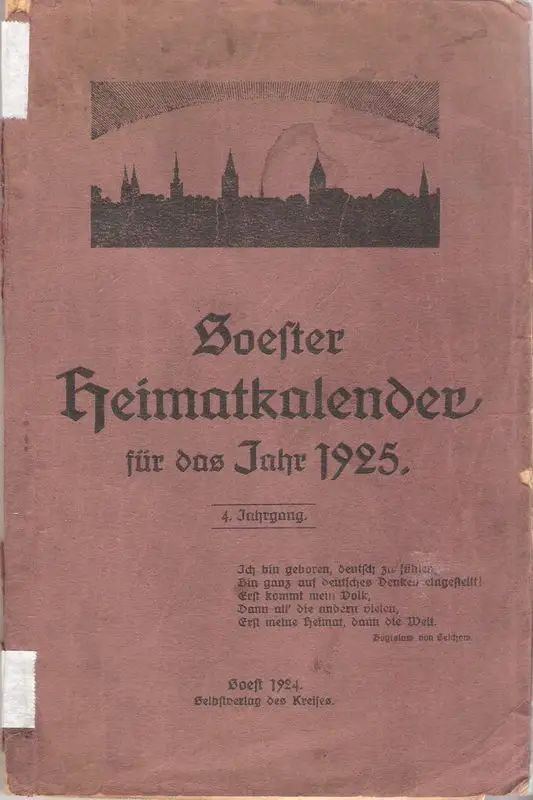 Soester
Heimatkalender
für das Jahr 1925.
4. Jahrgang.
Ich bin geboren, deutsch zu fühlen,
Bin ganz auf deutsches Denken eingestellt!
Erst kommt mein Volk,
Dann all' die andern vielen,
Erst meine Heimat, dann die Welt.
Bogislaw von Selchow.
Soest 1924.
Selbstverlag des Kreises.